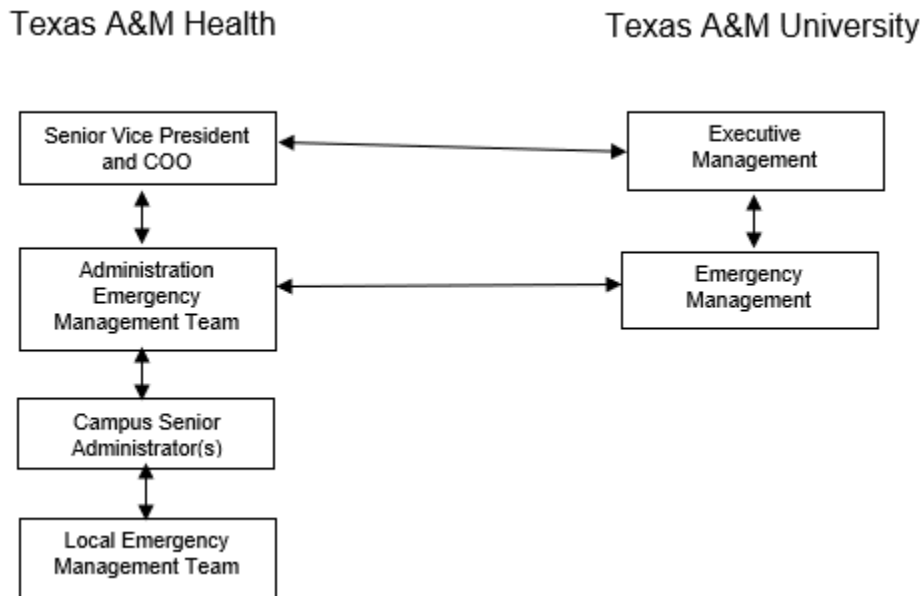 Texas A&M Health
Texas A&M University
Senior Vice President
and COO
Executive
Management
Administration
Emergency
Management Team
Emergency
Management
Campus Senior
Administrator(s)
Local Emergency
Management Team